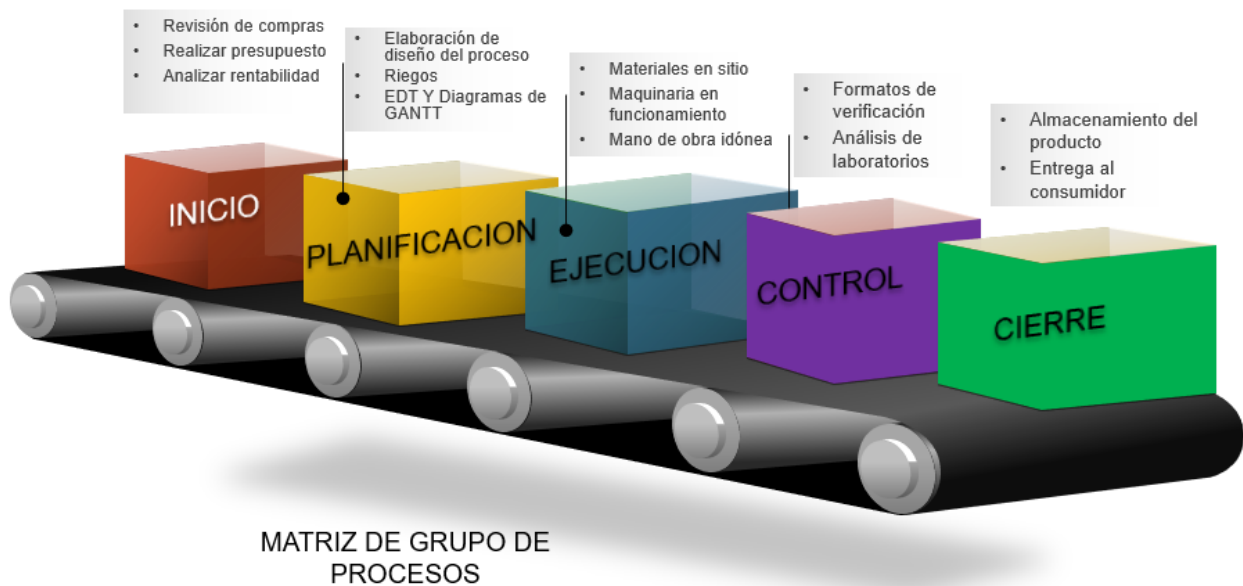 • Revisión de compras
• Realizar presupuesto
• Analizar rentabilidad
• Elaboración de
diseño del proceso
• Riegos
• EDT Y Diagramas de
GANTT
• Materiales en sitio
• Maquinaria en
funcionamiento
• Mano de obra idónea
• Formatos de
verificación
• Análisis de
laboratorios
• Almacenamiento del
producto
• Entrega al
consumidor
INICIO
PLANIFICACION
EJECUCION
CONTROL
CIERRE
MATRIZ DE GRUPO DE
PROCESOS